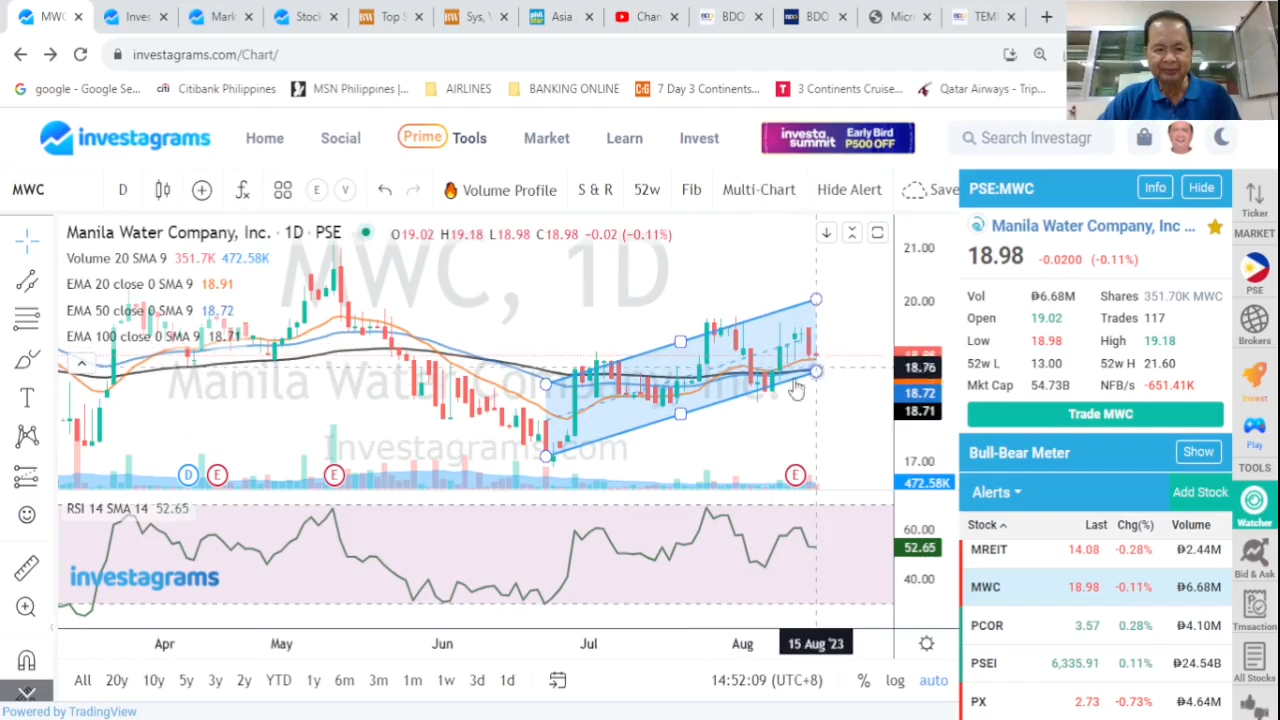 MWC
Inves
Mark
Stock
Top S
Sys, V
Asia
Chan
BDO
BDO
Micro
TEMI
investagrams.com/Chart/
google - Google Se...
Citibank Philippines
MSN Philippines |...
AIRLINES
BANKING ONLINE
7 Day 3 Continents...
3 Continents Cruise...
Qatar Airways - Trip...
investagrams
Home
Social
Prime Tools
Market
Learn
Invest
investa summit
Early Bird
P500 OFF
Search Investagr
MWC
D
E
V
Volume Profile
S & R
52w
Fib
Multi-Chart
Hide Alert
Save
Manila Water Company, Inc. · 1D · PSE
O19.02 H19.18 L18.98 C18.98 -0.02 (-0.11%)
Volume 20 SMA 9 351.7K 472.58K
EMA 20 close 0 SMA 9 18.91
EMA 50 close 0 SMA 9 18.72
EMA 100 close 0 SMA 9 18.71
MWC, 1D
Manila Water Company, Inc.
Investagrams.com
21.00
20.00
18.76
18.72
18.71
17.00
472.58K
D
E
E
E
RSI 14 SMA 14 52.65
investagrams
60.00
52.65
40.00
Apr
May
Jun
Jul
Aug
15 Aug '23
All
20y
10y
5y
3y
2y
YTD
1y
6m
3m
1m
1w
3d
1d
14:52:09 (UTC+8)
%
log
auto
Powered by TradingView
PSE:MWC
Info
Hide
Manila Water Company, Inc ...
18.98 -0.0200 (-0.11%)
Vol ₱6.68M Shares 351.70K MWC
Open 19.02 Trades 117
Low 18.98 High 19.18
52w L 13.00 52w H 21.60
Mkt Cap 54.73B NFB/s -651.41K
Trade MWC
Bull-Bear Meter
Show
Alerts
Add Stock
Stock Last Chg(%) Volume
MREIT 14.08 -0.28% ₱2.44M
MWC 18.98 -0.11% ₱6.68M
PCOR 3.57 0.28% ₱4.10M
PSEI 6,335.91 0.11% ₱24.54B
PX 2.73 -0.73% ₱4.64M
Ticker
MARKET
PSE
Brokers
Invest
Play
TOOLS
Watcher
Bid & Ask
Trnsaction
All Stocks